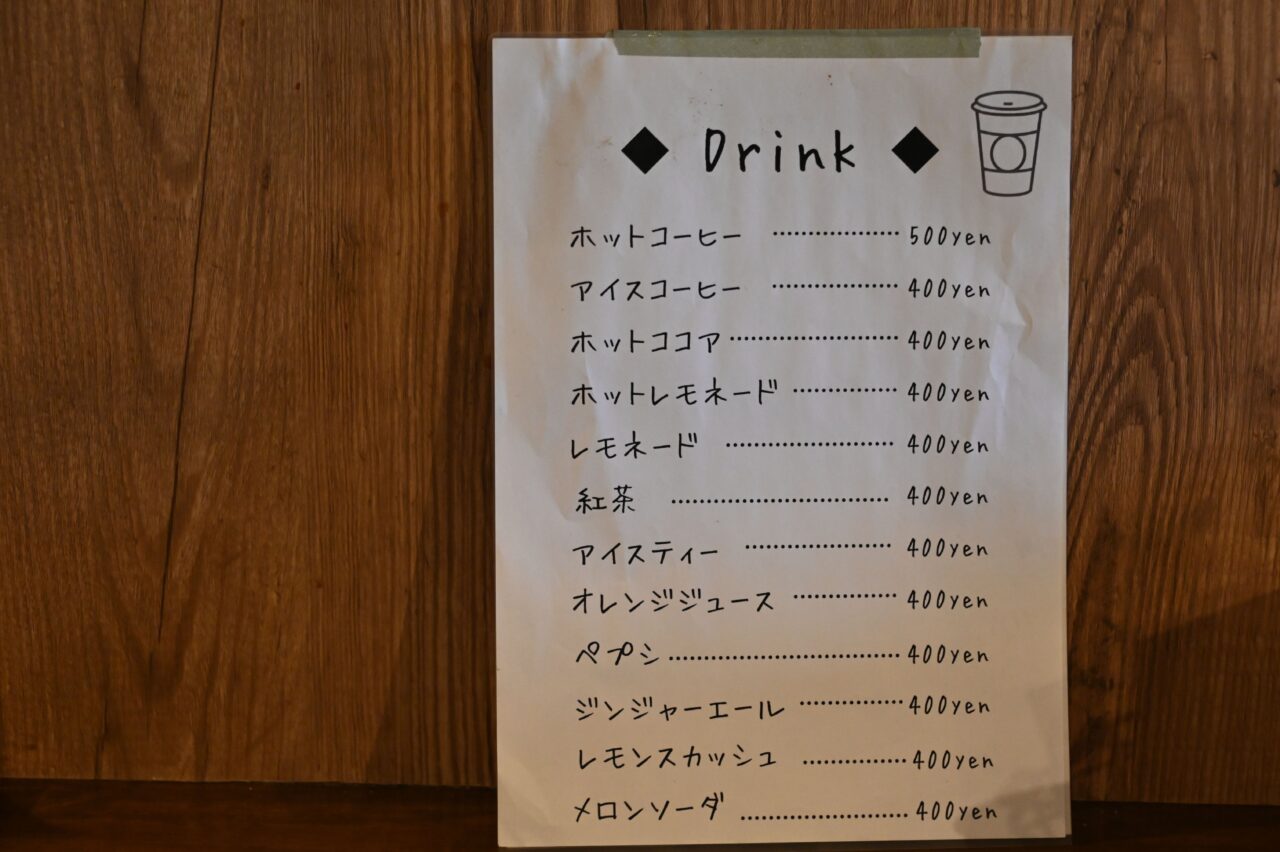 ◆ Drink ◆
ホットコーヒー ……………… 500yen
アイスコーヒー ……………… 400yen
ホットココア ……………… 400yen
ホットレモネード ……………… 400yen
レモネード ……………… 400yen
紅茶 ……………… 400yen
アイスティー ……………… 400yen
オレンジジュース ……………… 400yen
ペプシ ……………… 400yen
ジンジャーエール ……………… 400yen
レモンスカッシュ ……………… 400yen
メロンソーダ ……………… 400yen